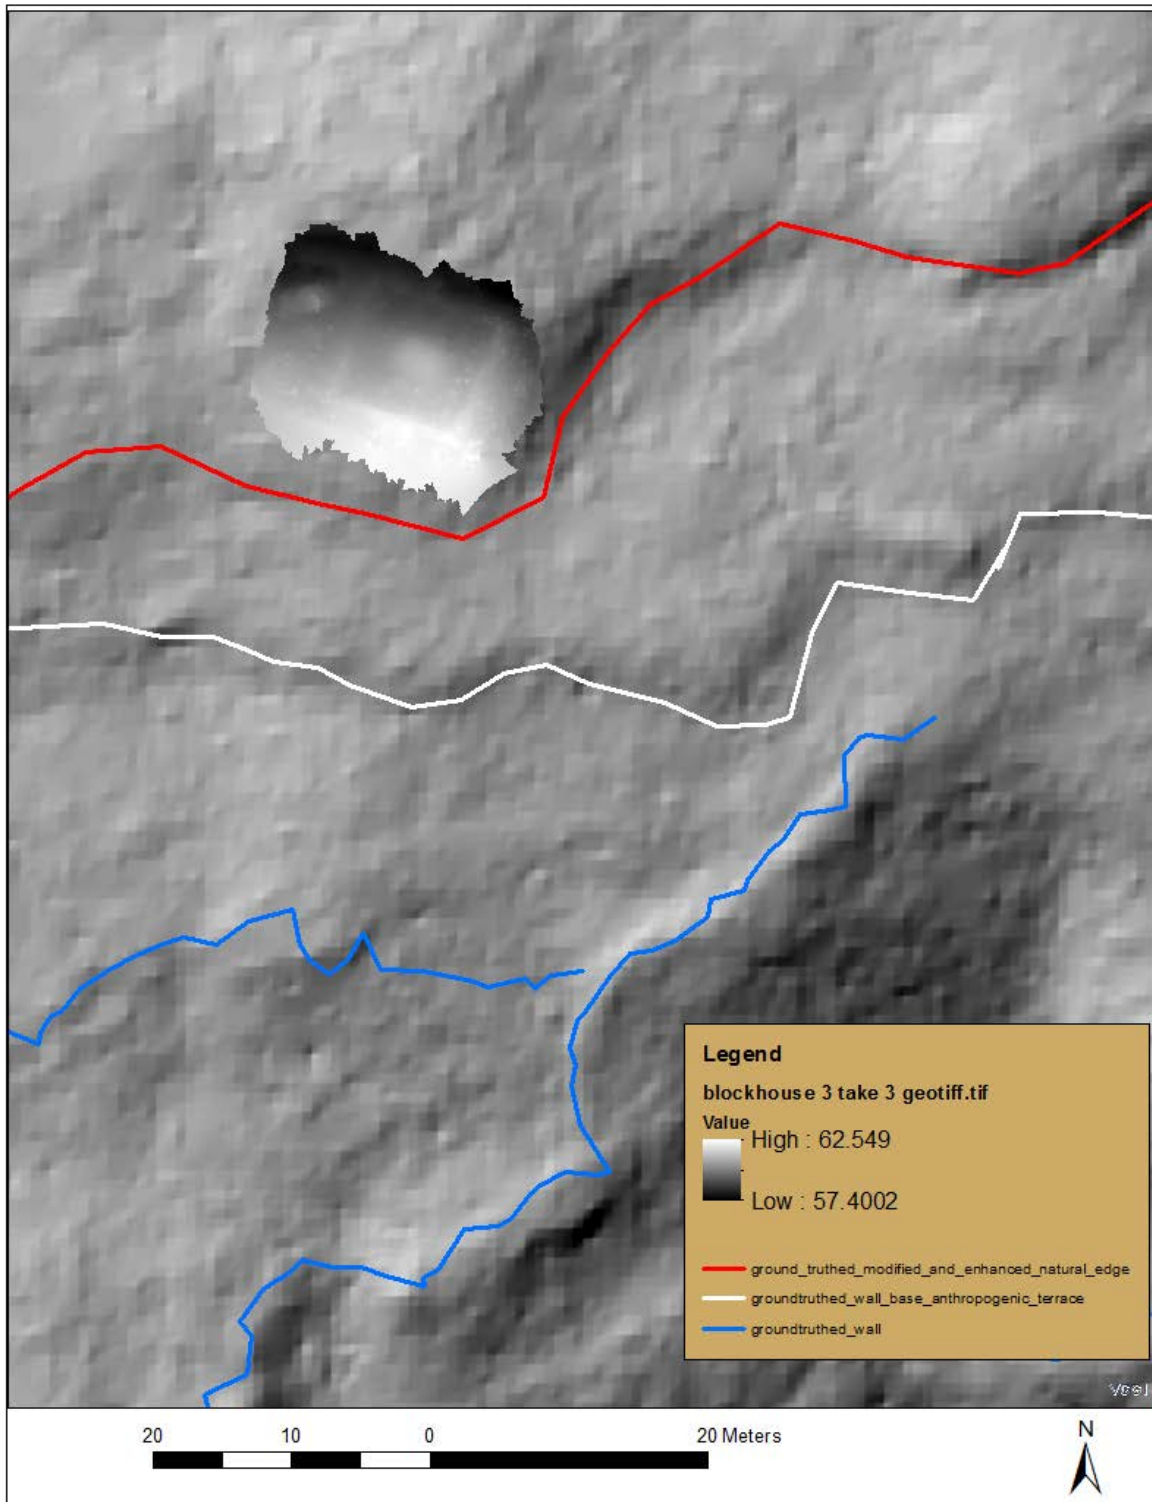 Legend
blockhouse 3 take 3 geotiff.tif
Value
High : 62.549
Low : 57.4002
ground_truthed_modified_and_enhanced_natural_edge
groundtruthed_wall_base_anthropogenic_terrace
groundtruthed_wall
20 10 0 20 Meters
N